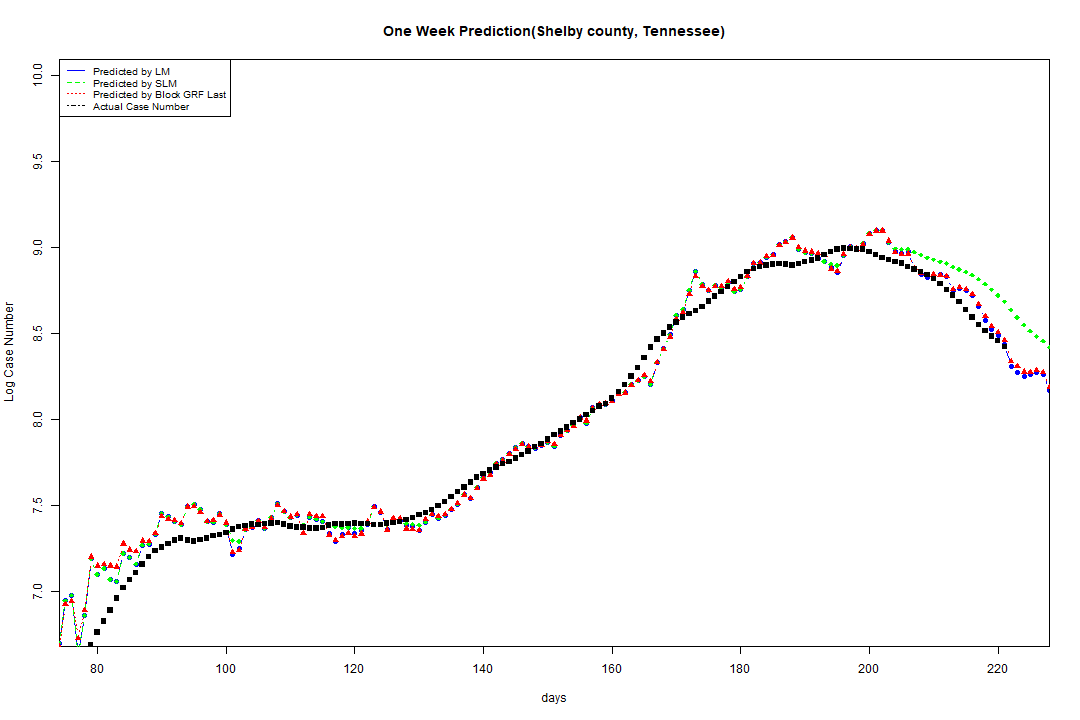 One Week Prediction(Shelby county, Tennessee)
Predicted by LM
Predicted by SLM
Predicted by Block GRF Last
Actual Case Number
10.0
9.5
9.0
8.5
8.0
7.5
7.0
Log Case Number
80 100 120 140 160 180 200 220
days